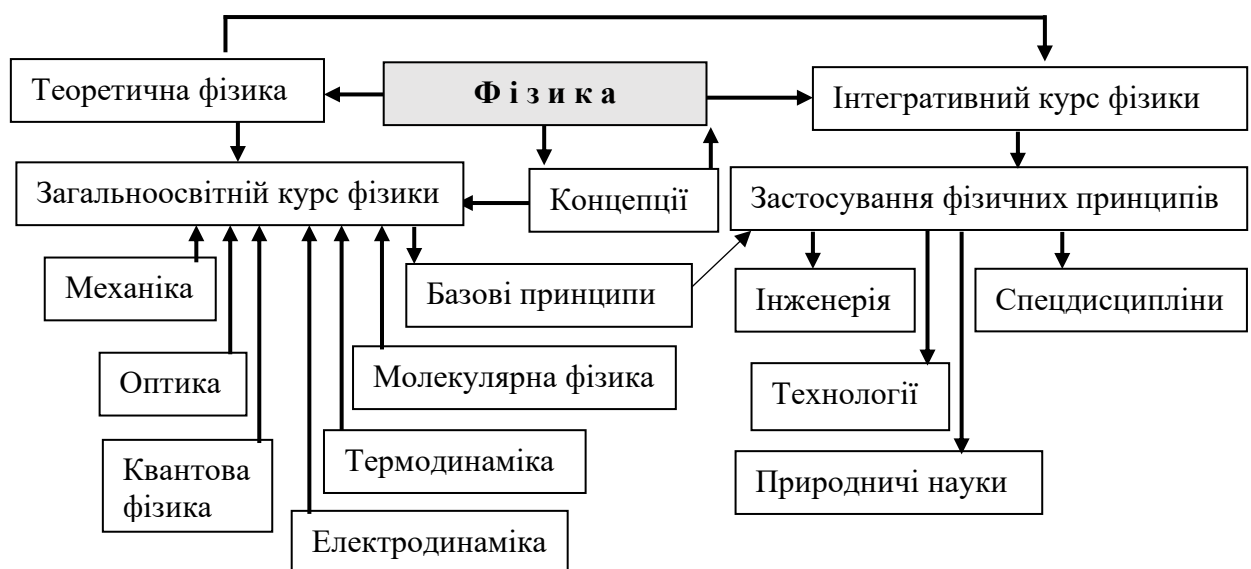 Теоретична фізика
Ф і з и к а
Інтегративний курс фізики
Загальноосвітній курс фізики
Концепції
Застосування фізичних принципів
Механіка
Базові принципи
Інженерія
Спецдисципліни
Оптика
Молекулярна фізика
Технології
Квантова
фізика
Термодинаміка
Природничі науки
Електродинаміка